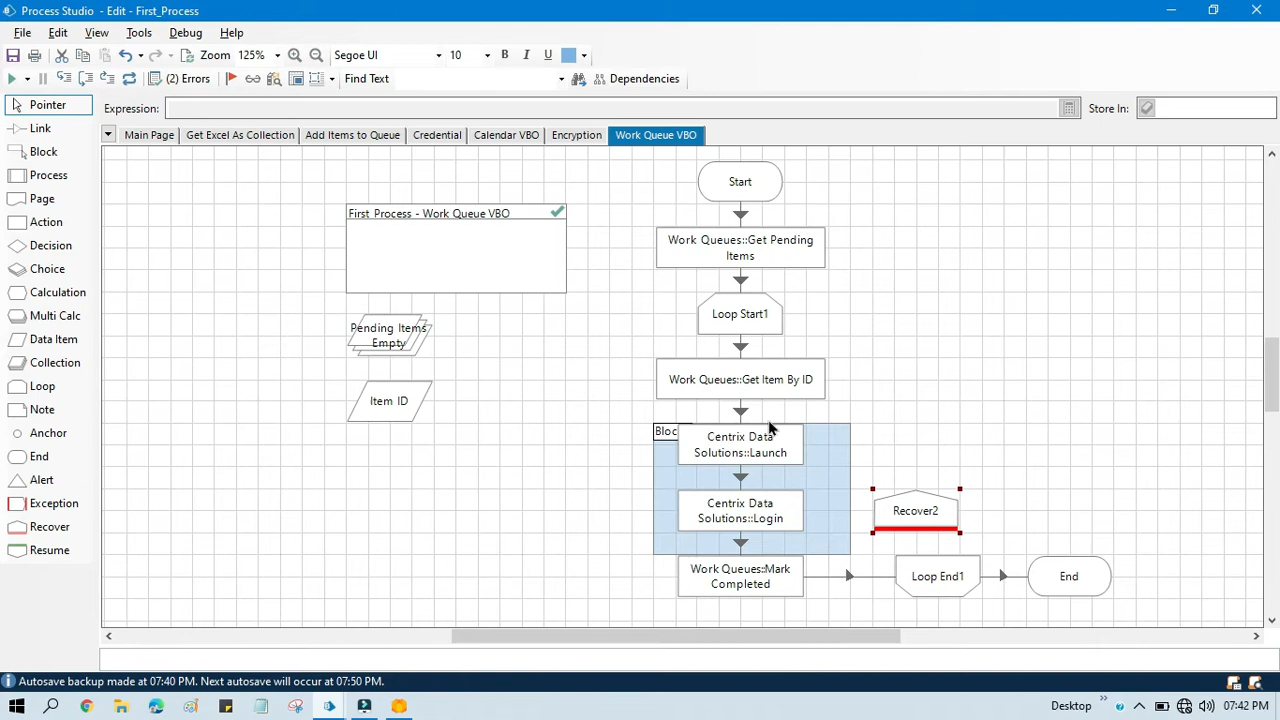 Process Studio - Edit - First_Process
File Edit View Tools Debug Help
Zoom 125% Segoe UI 10 B I U
(2) Errors Find Text Dependencies
Pointer Expression: Store In:
Link
Main Page Get Excel As Collection Add Items to Queue Credential Calendar VBO Encryption Work Queue VBO
Block
Process
Page
Action
Decision
Choice
Calculation
Multi Calc
Data Item
Collection
Loop
Note
Anchor
End
Alert
Exception
Recover
Resume
Start
First Process - Work Queue VBO
Work Queues::Get Pending
Items
Loop Start1
Pending Items
Empty
Work Queues::Get Item By ID
Item ID
Bloc
Centrix Data
Solutions::Launch
Centrix Data
Solutions::Login
Recover2
Work Queues::Mark
Completed
Loop End1
End
Autosave backup made at 07:40 PM. Next autosave will occur at 07:50 PM.
Desktop 07:42 PM